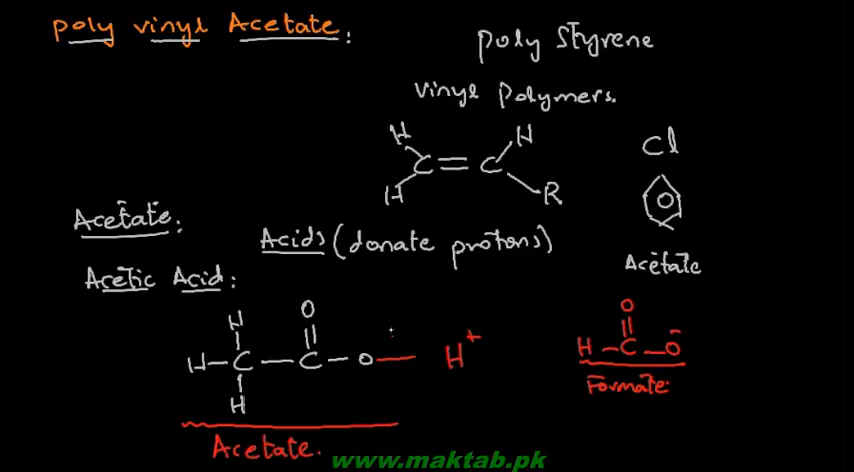 poly vinyl Acetate:
poly Styrene
Vinyl polymers.
H H
C = C
H R
Cl
Acetate:
Acids (donate protons)
Acetate
Acetic Acid:
H O
H - C - C - O - H+
H
Acetate.
O
H - C - O-
Formate
www.maktab.pk